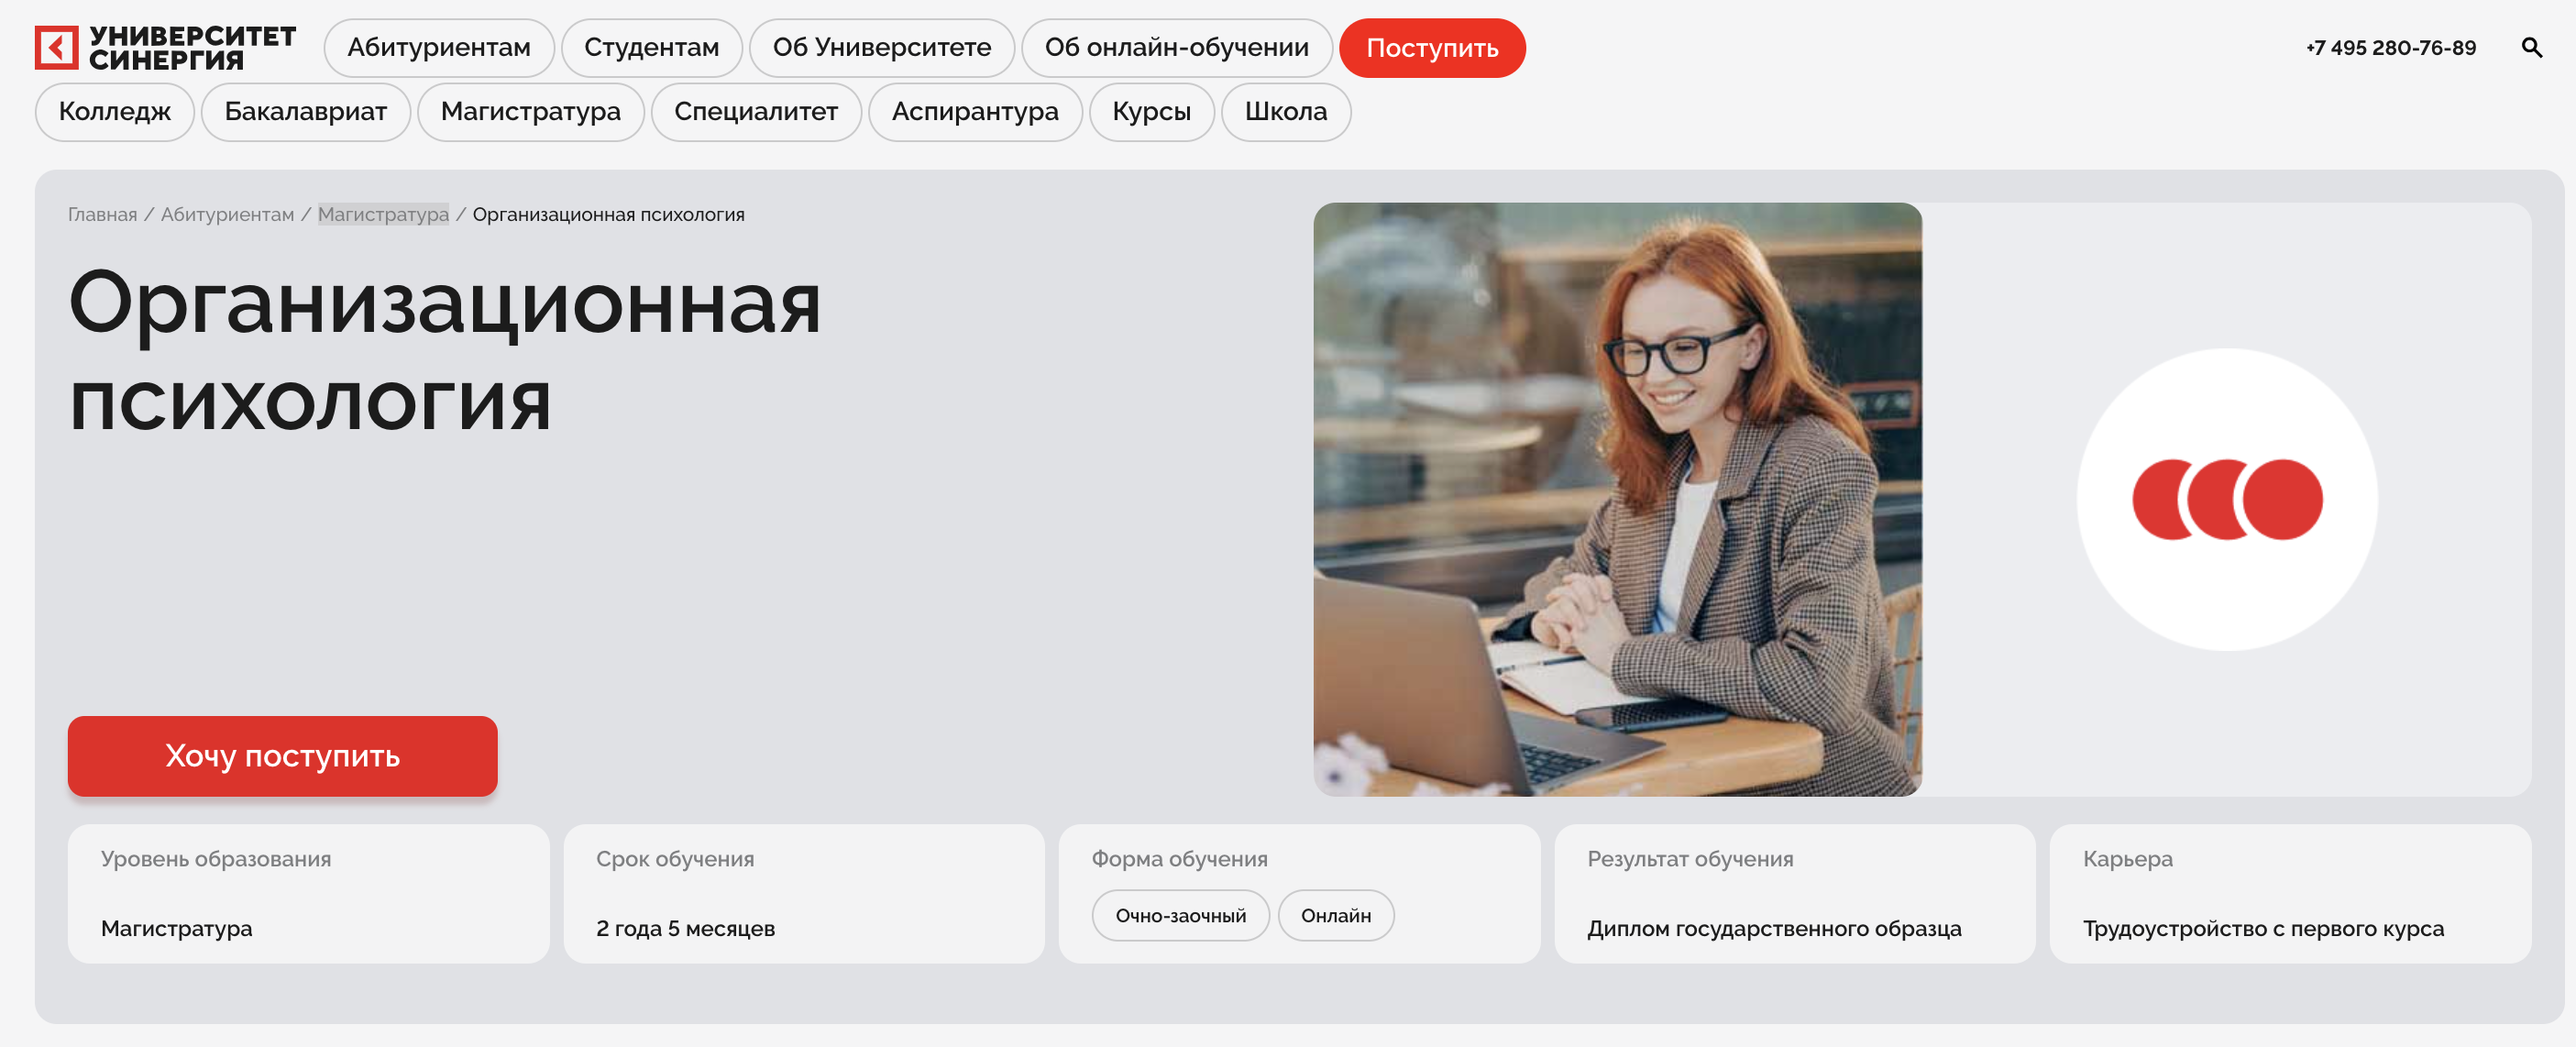 УНИВЕРСИТЕТ
СИНЕРГИЯ
Абитуриентам
Студентам
Об Университете
Об онлайн-обучении
Поступить
+7 495 280-76-89
Колледж
Бакалавриат
Магистратура
Специалитет
Аспирантура
Курсы
Школа
Главная / Абитуриентам / Магистратура / Организационная психология
Организационная
психология
Хочу поступить
Уровень образования
Магистратура
Срок обучения
2 года 5 месяцев
Форма обучения
Очно-заочный
Онлайн
Результат обучения
Диплом государственного образца
Карьера
Трудоустройство с первого курса